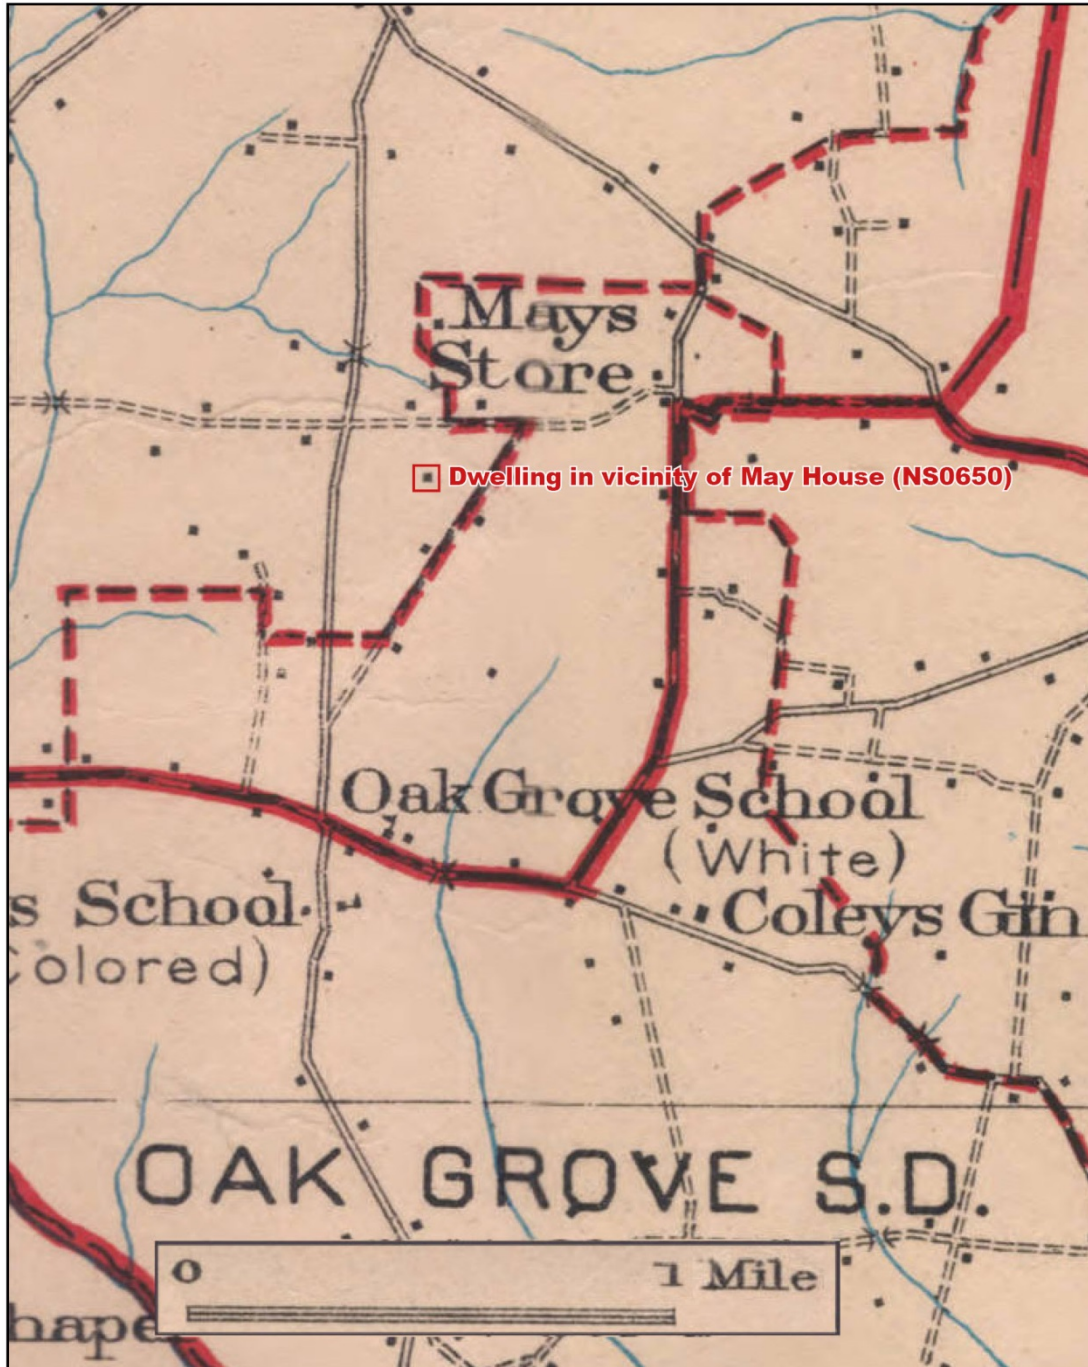 Mays
Store
Dwelling in vicinity of May House (NS0650)
Oak Grove School
(White)
s School
Colored)
Coleys Gin
OAK GROVE S.D.
0 1 Mile
hape